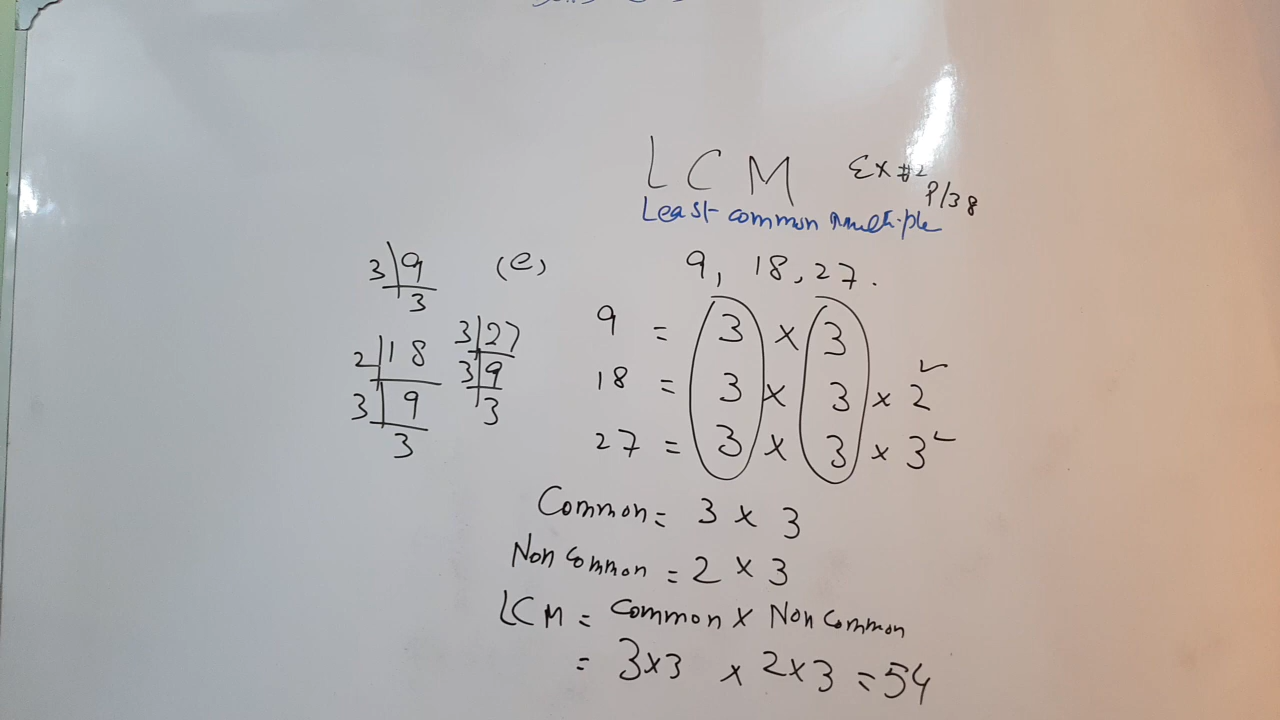 LCM Ex #2
P/38
Least common Multiple
(e) 9, 18, 27.
3 | 9
3
2 | 18
3 | 9
3
3 | 27
3 | 9
3
9 = 3 x 3
18 = 3 x 3 x 2 ✓
27 = 3 x 3 x 3 ✓
Common = 3 x 3
Non Common = 2 x 3
LCM = Common x Non Common
= 3x3 x 2x3 = 54